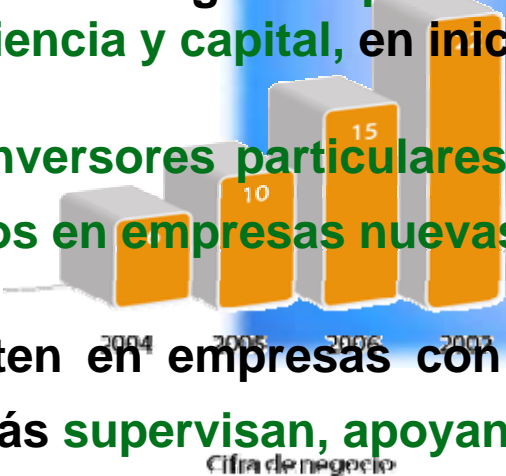 iencia y capital, en inic
nversores particulares
15
10
os en empresas nuevas
2004 2005 2006 2007
ten en empresas con
ás supervisan, apoyan
Cifra de negocio